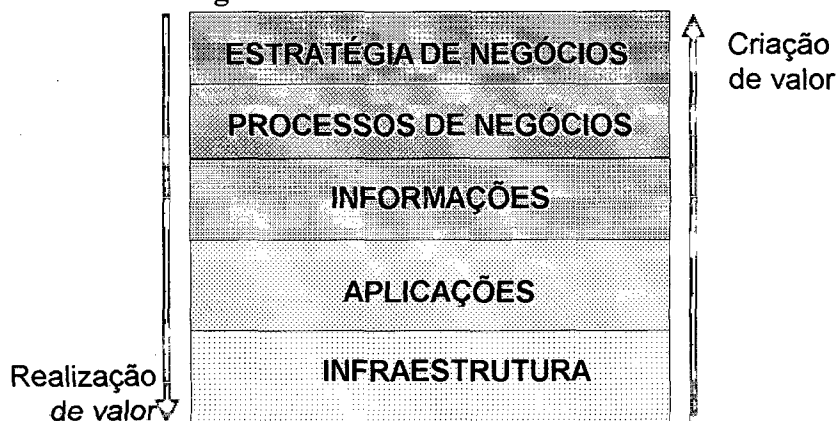 ESTRATÉGIA DE NEGÓCIOS
Criação
de valor
PROCESSOS DE NEGÓCIOS
INFORMAÇÕES
APLICAÇÕES
INFRAESTRUTURA
Realização
de valor